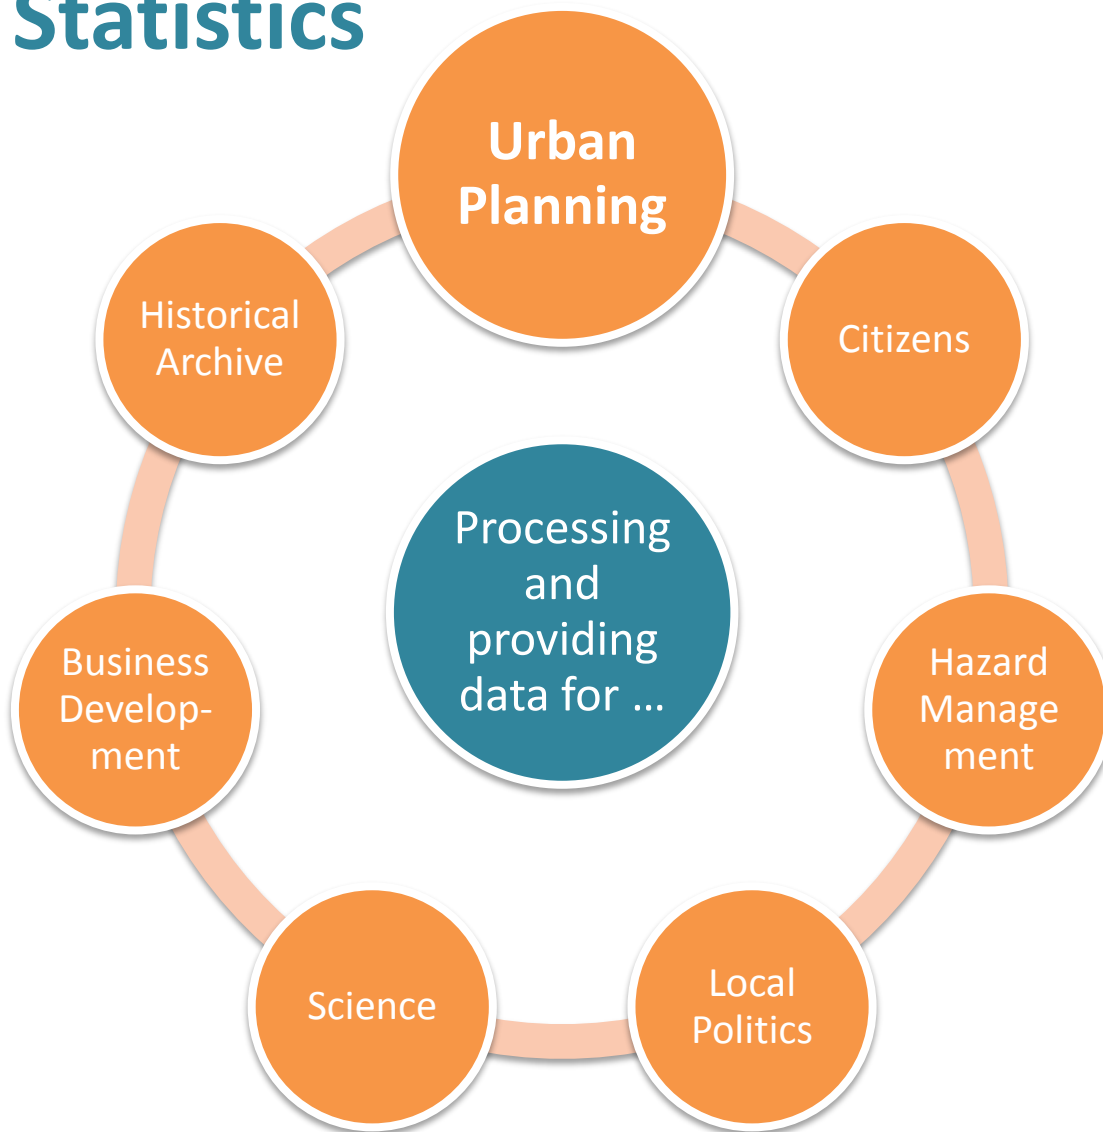 Statistics
Urban
Planning
Citizens
Hazard
Manage
ment
Local
Politics
Science
Business
Develop-
ment
Historical
Archive
Processing
and
providing
data for ...